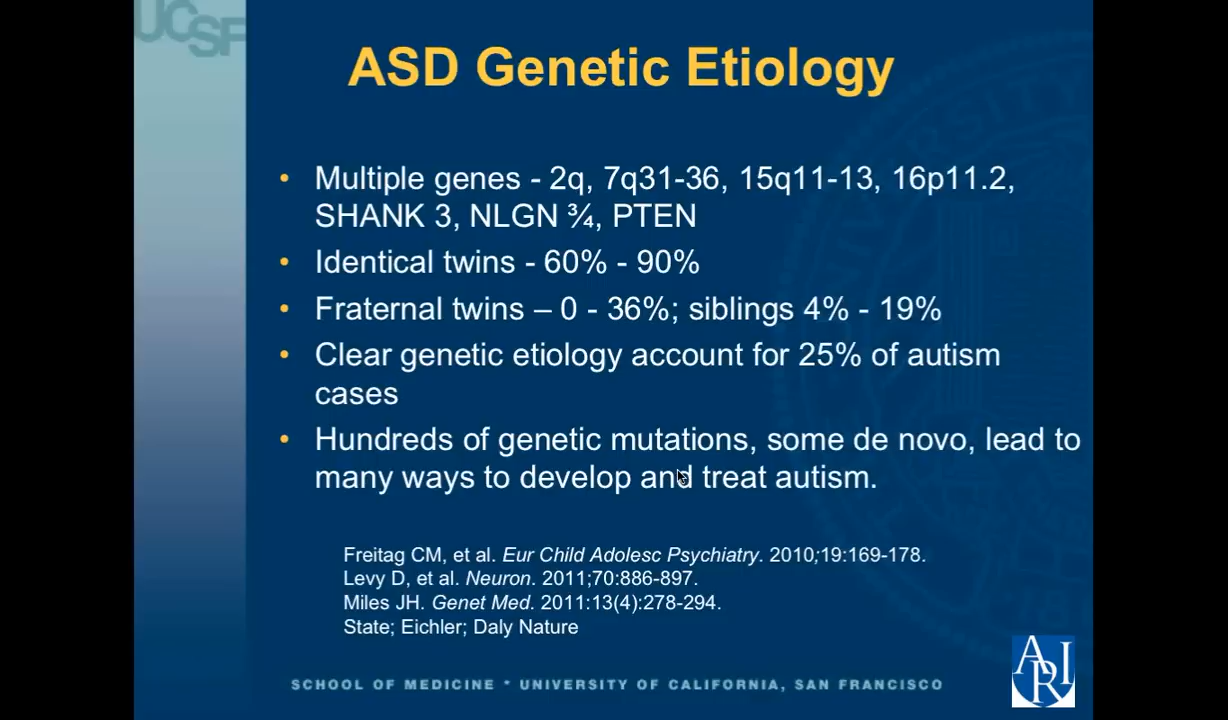 UCSF
ASD Genetic Etiology
• Multiple genes - 2q, 7q31-36, 15q11-13, 16p11.2,
SHANK 3, NLGN ¾, PTEN
• Identical twins - 60% - 90%
• Fraternal twins – 0 - 36%; siblings 4% - 19%
• Clear genetic etiology account for 25% of autism
cases
• Hundreds of genetic mutations, some de novo, lead to
many ways to develop and treat autism.
Freitag CM, et al. Eur Child Adolesc Psychiatry. 2010;19:169-178.
Levy D, et al. Neuron. 2011;70:886-897.
Miles JH. Genet Med. 2011:13(4):278-294.
State; Eichler; Daly Nature
SCHOOL OF MEDICINE * UNIVERSITY OF CALIFORNIA, SAN FRANCISCO
ARI